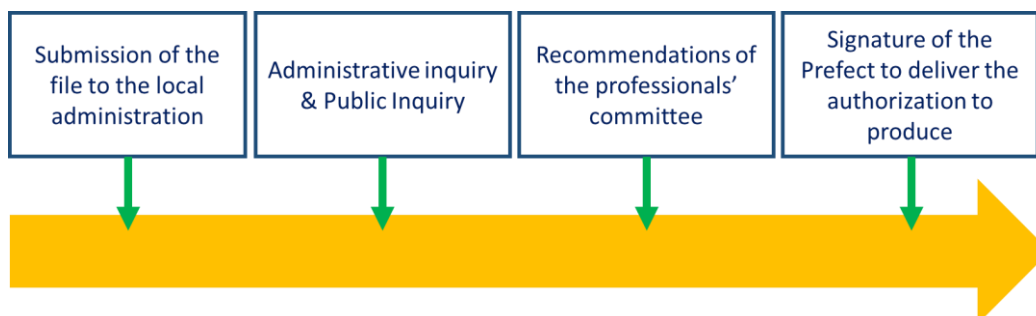 Submission of the
file to the local
administration
Administrative inquiry
& Public Inquiry
Recommendations of
the professionals’
committee
Signature of the
Prefect to deliver the
authorization to
produce